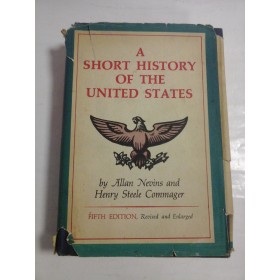 A
SHORT HISTORY
OF THE
UNITED STATES
by Allan Nevins and
Henry Steele Commager
FIFTH EDITION, Revised and Enlarged